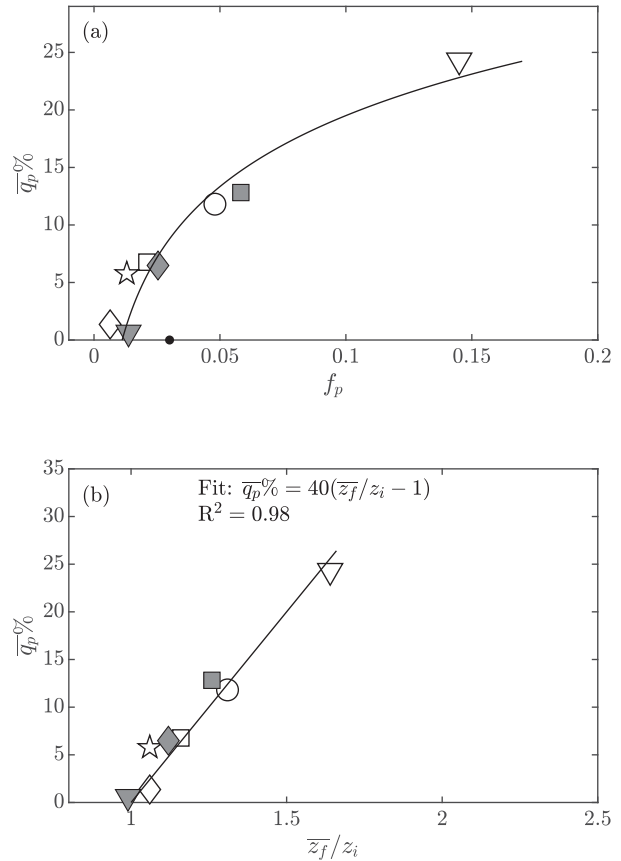 (a)
25
20
15
10
5
0
0 0.05 0.1 0.15 0.2
q̅p%
fp
(b)
Fit: q̅p% = 40(z̅f/zi − 1)
R² = 0.98
35
30
25
20
15
10
5
0
1 1.5 2 2.5
q̅p%
z̅f/zi